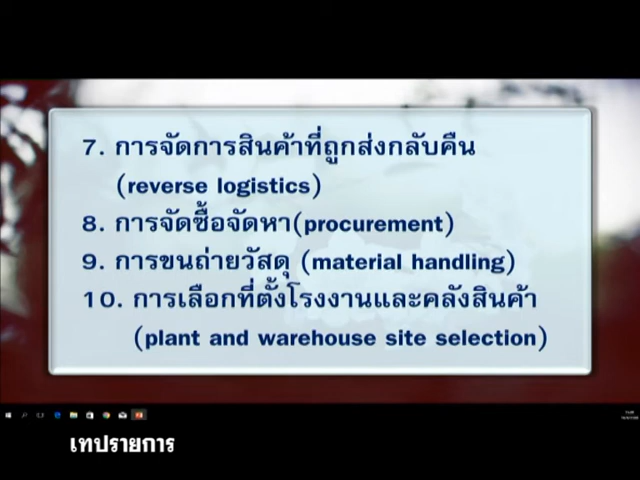 7. การจัดการสินค้าที่ถูกส่งกลับคืน
(reverse logistics)
8. การจัดซื้อจัดหา(procurement)
9. การขนถ่ายวัสดุ (material handling)
10. การเลือกที่ตั้งโรงงานและคลังสินค้า
(plant and warehouse site selection)
เทปรายการ